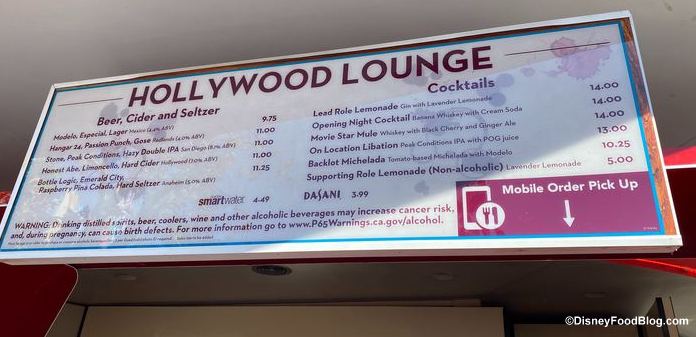 HOLLYWOOD LOUNGE
Beer, Cider and Seltzer
Modelo, Especial, Lager Mexico (4.4% ABV) 9.75
Hangar 24, Passion Punch, Gose Redlands (4.0% ABV) 11.00
Stone, Peak Conditions, Hazy Double IPA San Diego (8.7% ABV) 11.00
Honest Abe, Limoncello, Hard Cider Hollywood (7.0% ABV) 11.00
Bottle Logic, Emerald City,
Raspberry Pina Colada, Hard Seltzer Anaheim (5.0% ABV) 11.25
smartwater 4.49 DASANI 3.99
Cocktails
Lead Role Lemonade Gin with Lavender Lemonade 14.00
Opening Night Cocktail Banana Whiskey with Cream Soda 14.00
Movie Star Mule Whiskey with Black Cherry and Ginger Ale 14.00
On Location Libation Peak Conditions IPA with POG juice 13.00
Backlot Michelada Tomato-based Michelada with Modelo 10.25
Supporting Role Lemonade (Non-alcoholic) Lavender Lemonade 5.00
Mobile Order Pick Up
WARNING: Drinking distilled spirits, beer, coolers, wine and other alcoholic beverages may increase cancer risk,
and, during pregnancy, can cause birth defects. For more information go to www.P65Warnings.ca.gov/alcohol.
©DisneyFoodBlog.com